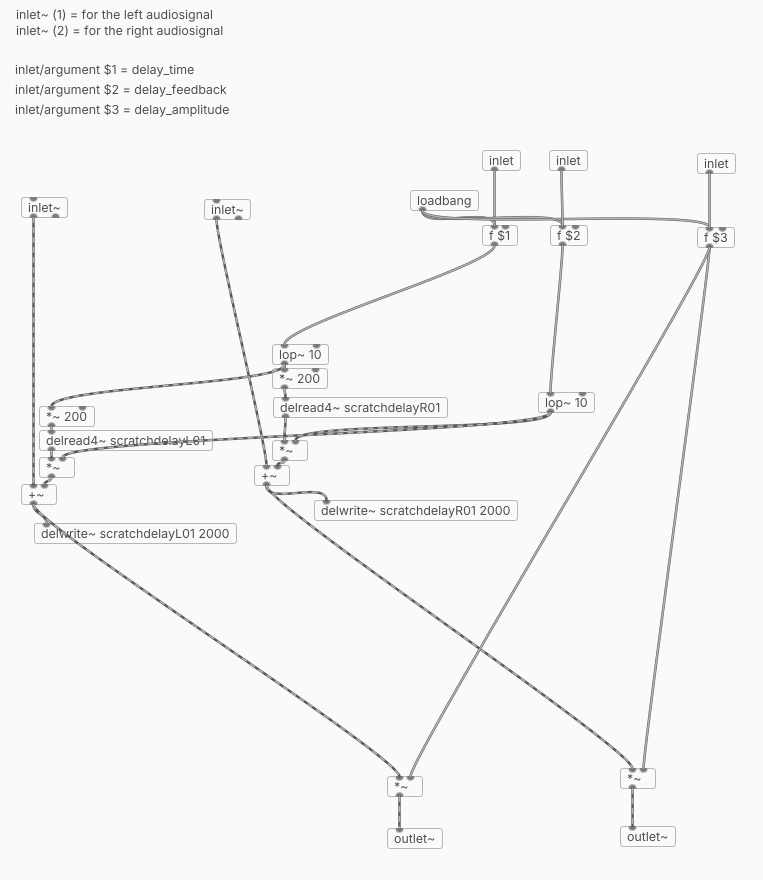 inlet~ (1) = for the left audiosignal
inlet~ (2) = for the right audiosignal
inlet/argument $1 = delay_time
inlet/argument $2 = delay_feedback
inlet/argument $3 = delay_amplitude
inlet
inlet
inlet
loadbang
inlet~
inlet~
f $1
f $2
f $3
lop~ 10
*~ 200
lop~ 10
delread4~ scratchdelayR01
*~ 200
delread4~ scratchdelayL01
*~
*~
+~
+~
delwrite~ scratchdelayR01 2000
delwrite~ scratchdelayL01 2000
*~
*~
outlet~
outlet~